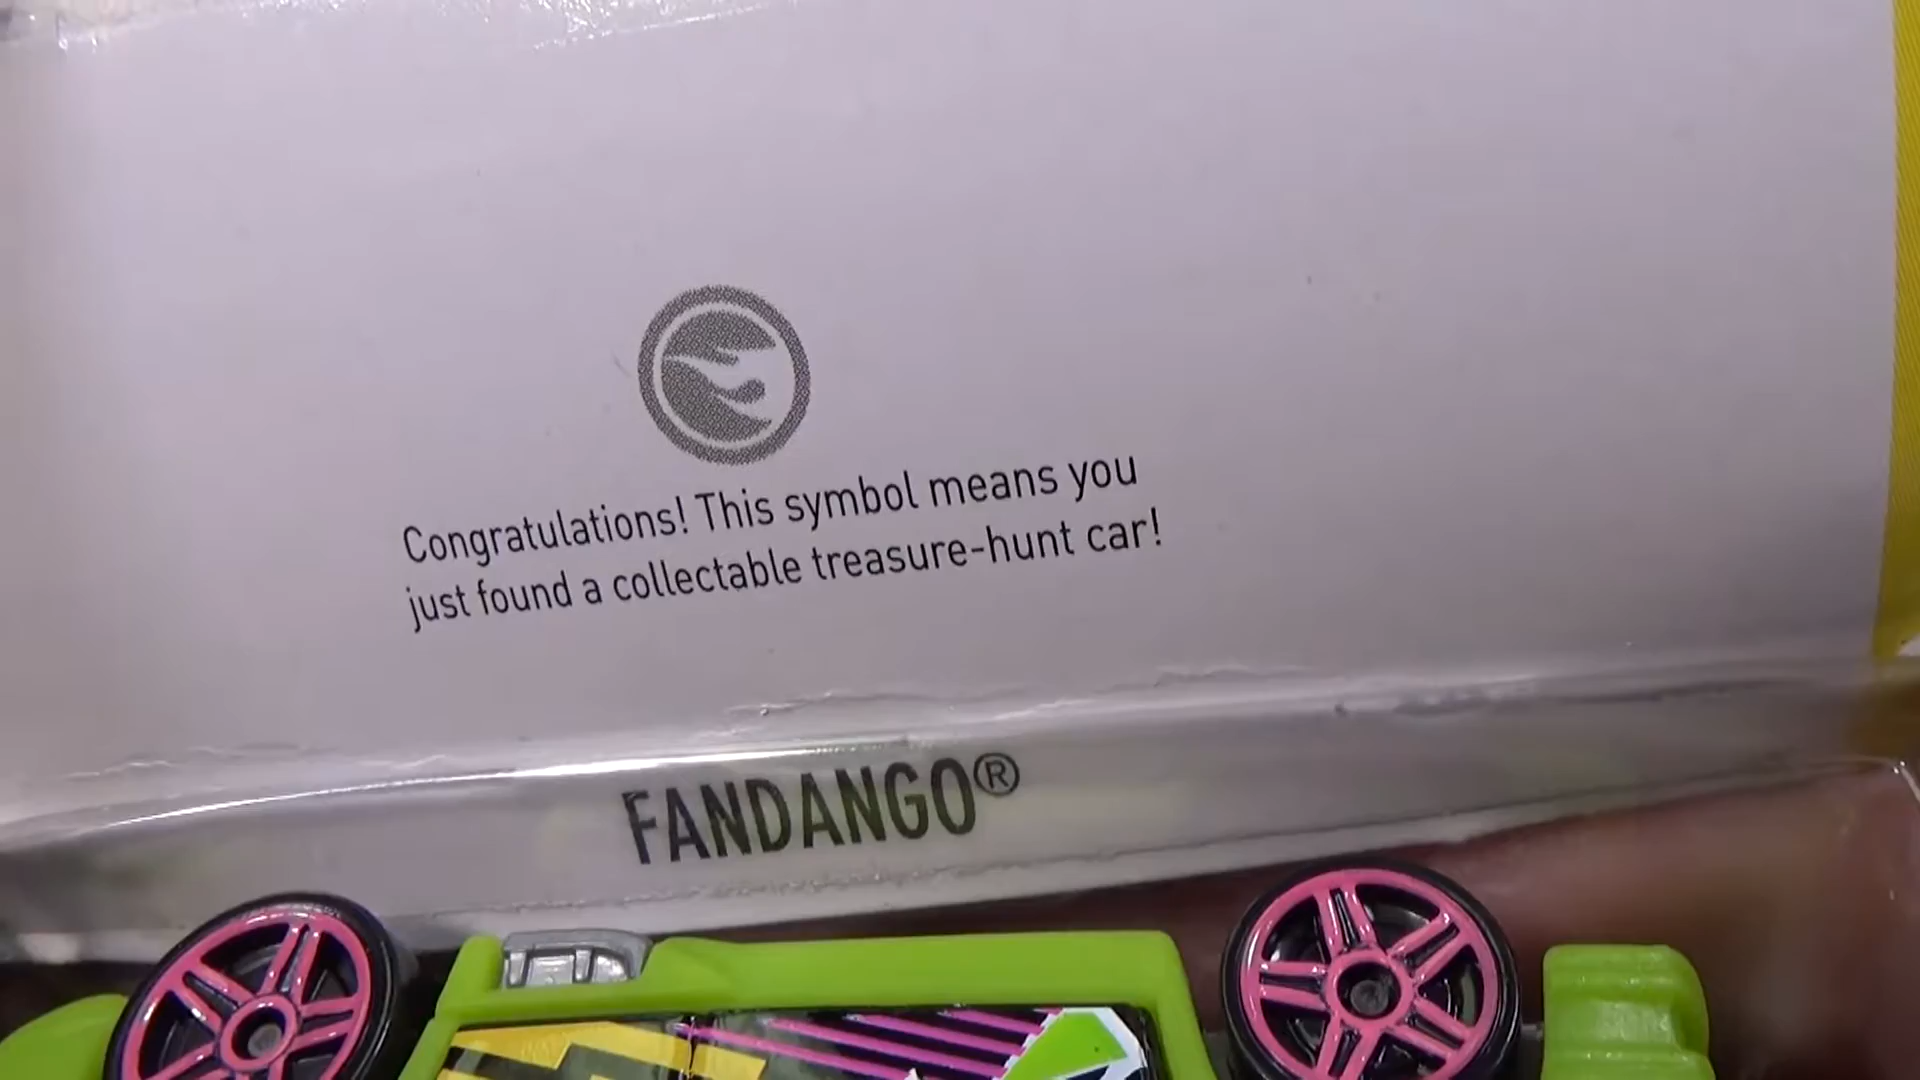 Congratulations! This symbol means you
just found a collectable treasure-hunt car!
FANDANGO®